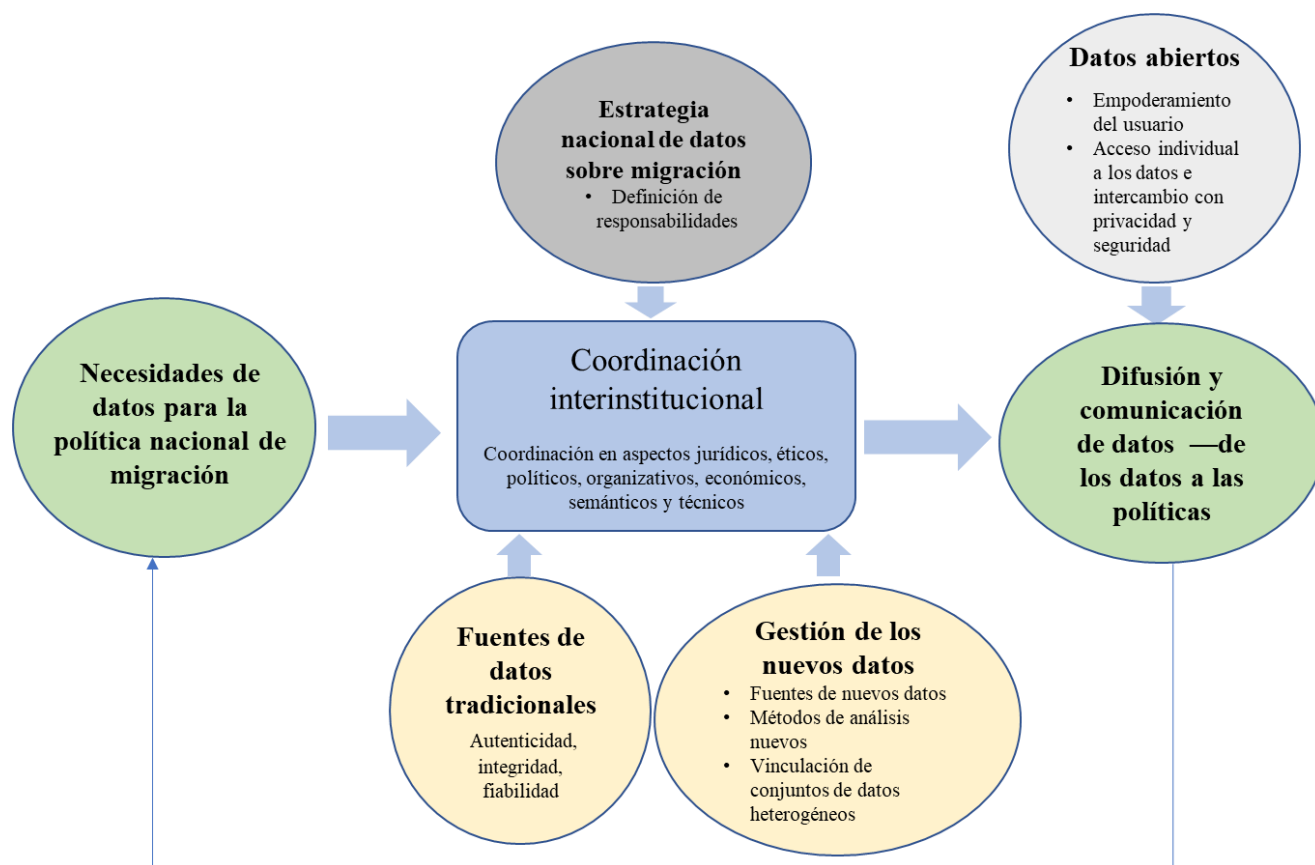 Estrategia
nacional de datos
sobre migración
• Definición de
responsabilidades
Datos abiertos
• Empoderamiento
del usuario
• Acceso individual
a los datos e
intercambio con
privacidad y
seguridad
Necesidades de
datos para la
política nacional de
migración
Coordinación
interinstitucional
Coordinación en aspectos jurídicos, éticos,
políticos, organizativos, económicos,
semánticos y técnicos
Difusión y
comunicación
de datos —de
los datos a las
políticas
Fuentes de
datos
tradicionales
Autenticidad,
integridad,
fiabilidad
Gestión de los
nuevos datos
• Fuentes de nuevos datos
• Métodos de análisis
nuevos
• Vinculación de
conjuntos de datos
heterogéneos